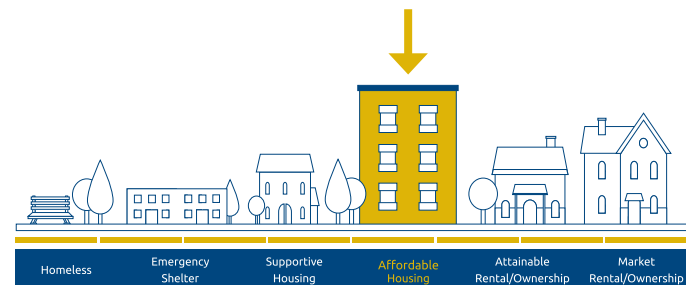 Homeless
Emergency
Shelter
Supportive
Housing
Affordable
Housing
Attainable
Rental/Ownership
Market
Rental/Ownership